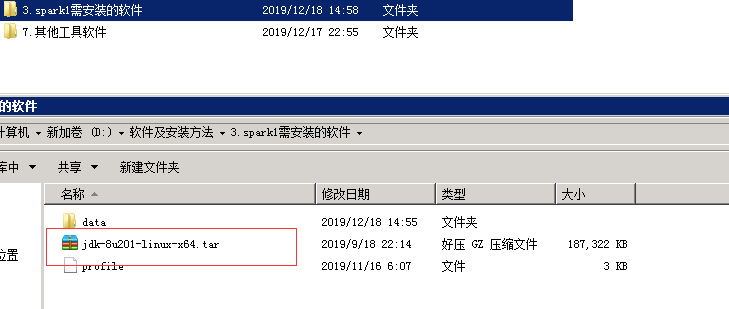 3.spark1需安装的软件 2019/12/18 14:58 文件夹
7.其他工具软件 2019/12/17 22:55 文件夹
的软件
计算机 新加卷 (D:) 软件及安装方法 3.spark1需安装的软件
库中 共享 新建文件夹
名称 修改日期 类型 大小
data 2019/12/18 14:55 文件夹
位置
jdk-8u201-linux-x64.tar 2019/9/18 22:14 好压 GZ 压缩文件 187,322 KB
profile 2019/11/16 6:07 文件 3 KB